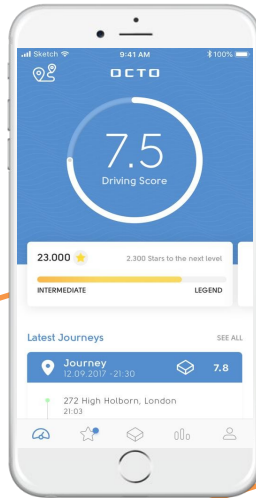 Sketch 9:41 AM 100%
OCTO
7.5
Driving Score
23.000 2.300 Stars to the next level
INTERMEDIATE LEGEND
Latest Journeys SEE ALL
Journey 7.8
12.09.2017 -21:30
272 High Holborn, London
21:03